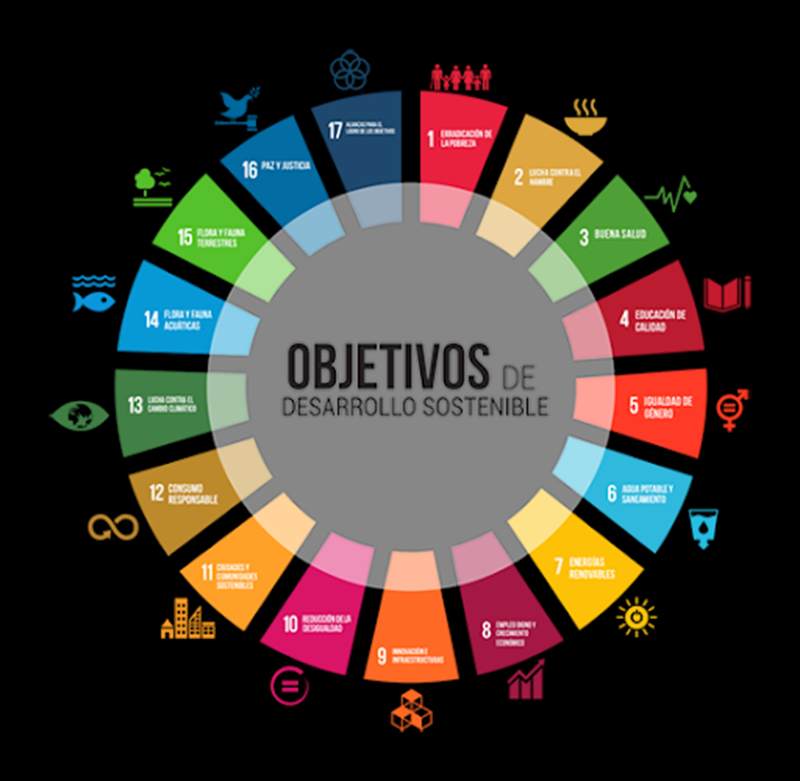 OBJETIVOS DE
DESARROLLO SOSTENIBLE
1 ERRADICACIÓN DE
LA POBREZA
2 LUCHA CONTRA EL
HAMBRE
3 BUENA SALUD
4 EDUCACIÓN DE
CALIDAD
5 IGUALDAD DE
GÉNERO
6 AGUA POTABLE Y
SANEAMIENTO
7 ENERGÍAS
RENOVABLES
8 EMPLEO DIGNO Y
CRECIMIENTO
ECONÓMICO
9 INNOVACIÓN E
INFRAESTRUCTURAS
10 REDUCCIÓN DE LA
DESIGUALDAD
11 CIUDADES Y
COMUNIDADES
SOSTENIBLES
12 CONSUMO
RESPONSABLE
13 LUCHA CONTRA EL
CAMBIO CLIMÁTICO
14 FLORA Y FAUNA
ACUÁTICAS
15 FLORA Y FAUNA
TERRESTRES
16 PAZ Y JUSTICIA
17 ALIANZAS PARA EL
LOGRO DE LOS OBJETIVOS